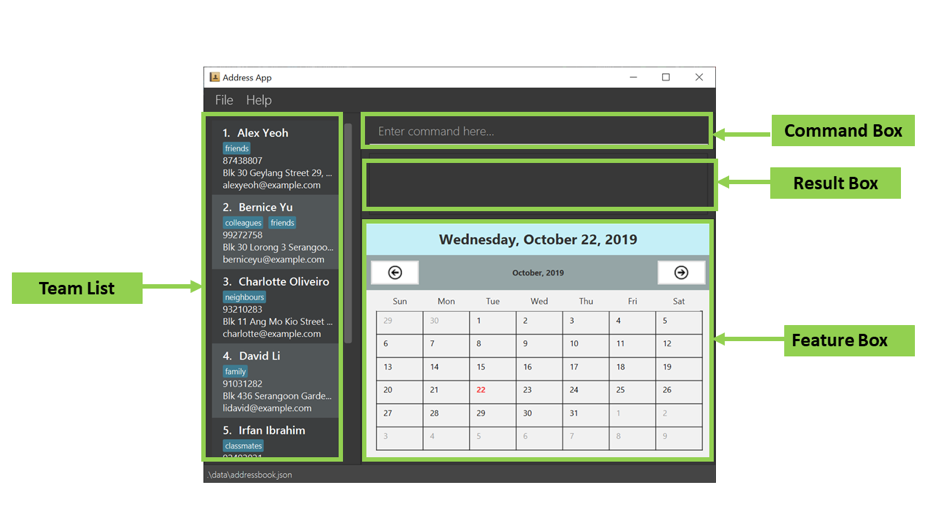 Address App
File Help
1. Alex Yeoh
friends
87438807
Blk 30 Geylang Street 29, ...
alexyeoh@example.com
2. Bernice Yu
colleagues friends
99272758
Blk 30 Lorong 3 Serangoo...
berniceyu@example.com
3. Charlotte Oliveiro
neighbours
93210283
Blk 11 Ang Mo Kio Street ...
charlotte@example.com
4. David Li
family
91031282
Blk 436 Serangoon Garde...
lidavid@example.com
5. Irfan Ibrahim
classmates
Enter command here...
Wednesday, October 22, 2019
October, 2019
Sun Mon Tue Wed Thu Fri Sat
29 30 1 2 3 4 5
6 7 8 9 10 11 12
13 14 15 16 17 18 19
20 21 22 23 24 25 26
27 28 29 30 31 1 2
3 4 5 6 7 8 9
\data\addressbook.json
Team List
Command Box
Result Box
Feature Box